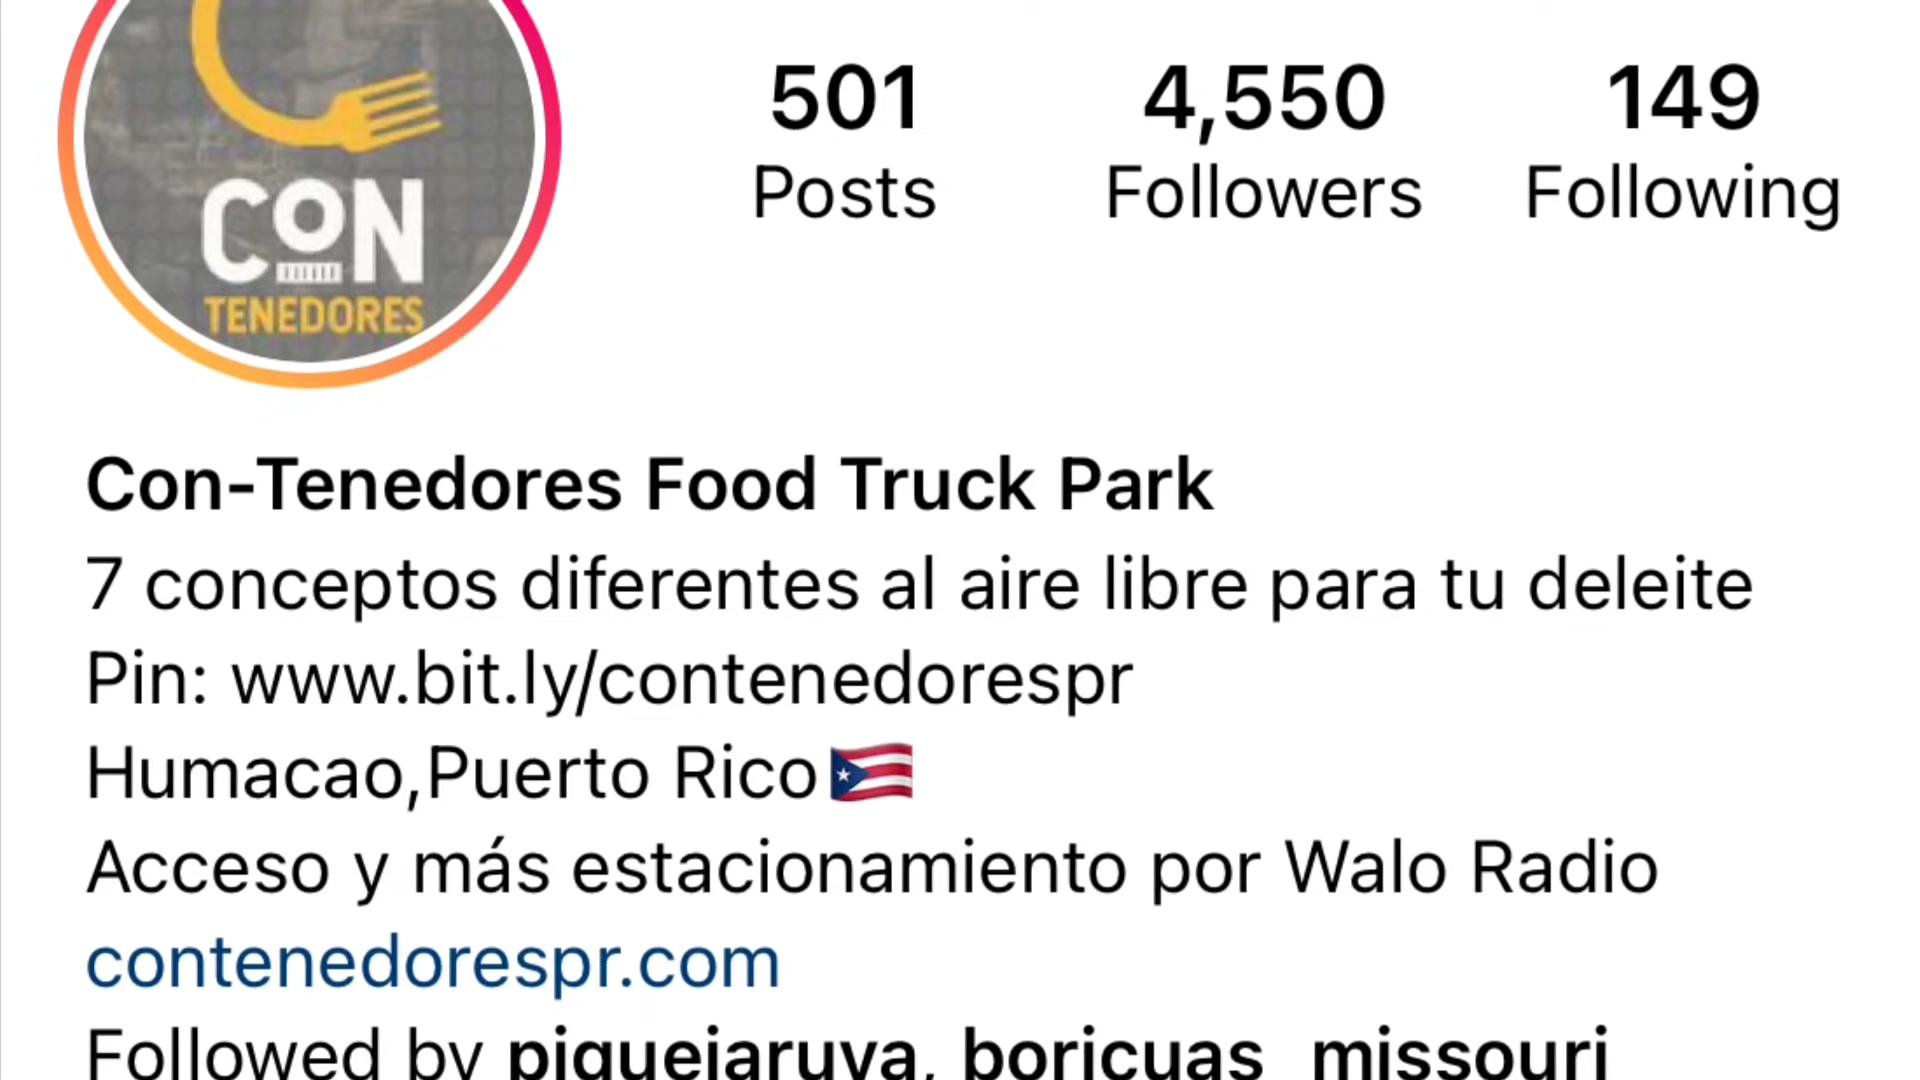 501 4,550 149
Posts Followers Following
CON
TENEDORES
Con-Tenedores Food Truck Park
7 conceptos diferentes al aire libre para tu deleite
Pin: www.bit.ly/contenedorespr
Humacao,Puerto Rico🇵🇷
Acceso y más estacionamiento por Walo Radio
contenedorespr.com
Followed by piquejaruya, boricuas_missouri